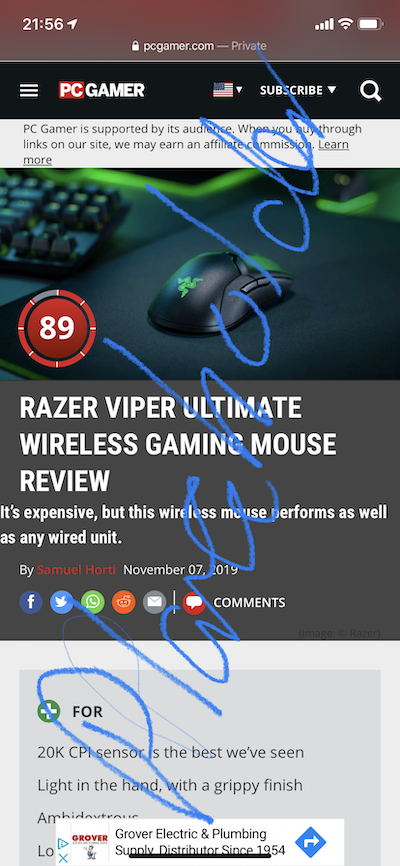 21:56
pcgamer.com — Private
PC GAMER
SUBSCRIBE
PC Gamer is supported by its audience. When you buy through
links on our site, we may earn an affiliate commission. Learn
more
89
RAZER VIPER ULTIMATE
WIRELESS GAMING MOUSE
REVIEW
It's expensive, but this wireless mouse performs as well
as any wired unit.
By Samuel Horti November 07, 2019
COMMENTS
(Image: © Razer)
Placeholder
FOR
20K CPI sensor is the best we've seen
Light in the hand, with a grippy finish
Ambidextrous
Lo
GROVER
Grover Electric & Plumbing
Supply, Distributor Since 1954